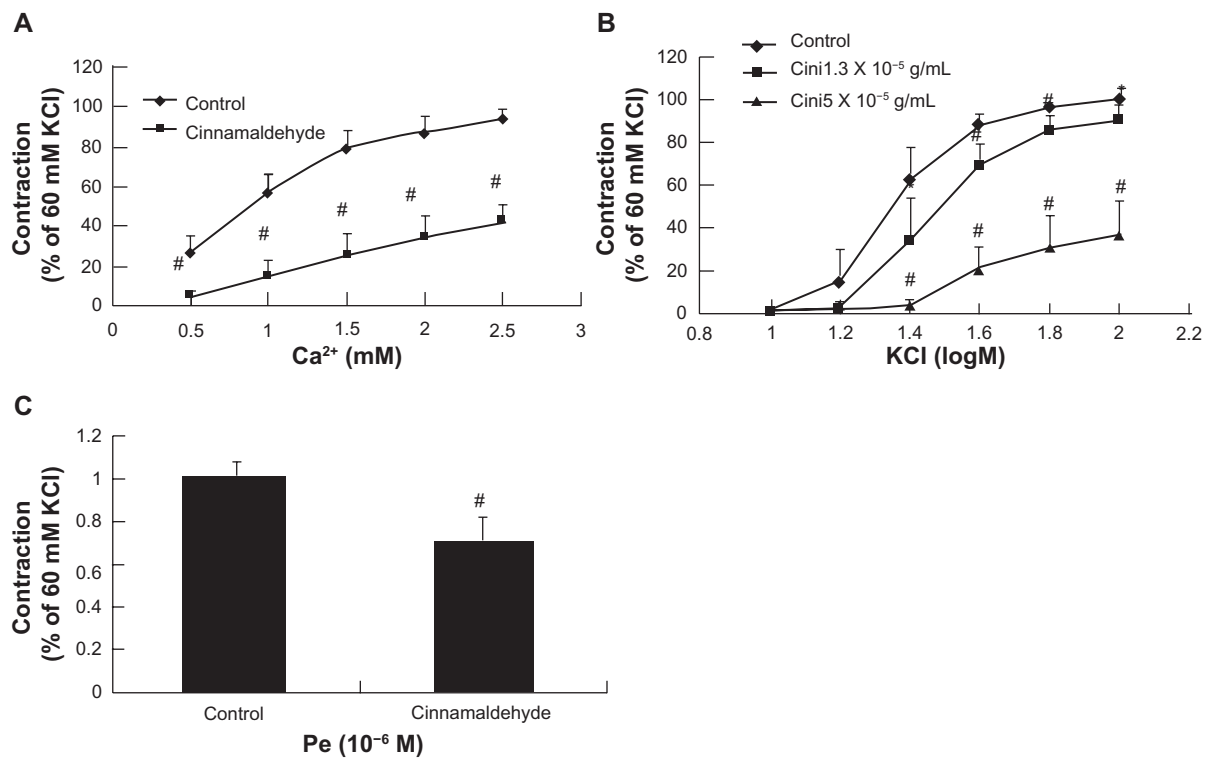 A
Contraction
(% of 60 mM KCl)
120
100
80
60
40
20
0
Control
Cinnamaldehyde
#
#
#
#
#
0
0.5
1
1.5
2
2.5
3
Ca²⁺ (mM)
B
Contraction
(% of 60 mM KCl)
120
100
80
60
40
20
0
Control
Cini1.3 X 10⁻⁵ g/mL
Cini5 X 10⁻⁵ g/mL
*
#
#
*
#
#
#
#
0.8
1
1.2
1.4
1.6
1.8
2
2.2
KCl (logM)
C
Contraction
(% of 60 mM KCl)
1.2
1
0.8
0.6
0.4
0.2
0
#
Control
Cinnamaldehyde
Pe (10⁻⁶ M)